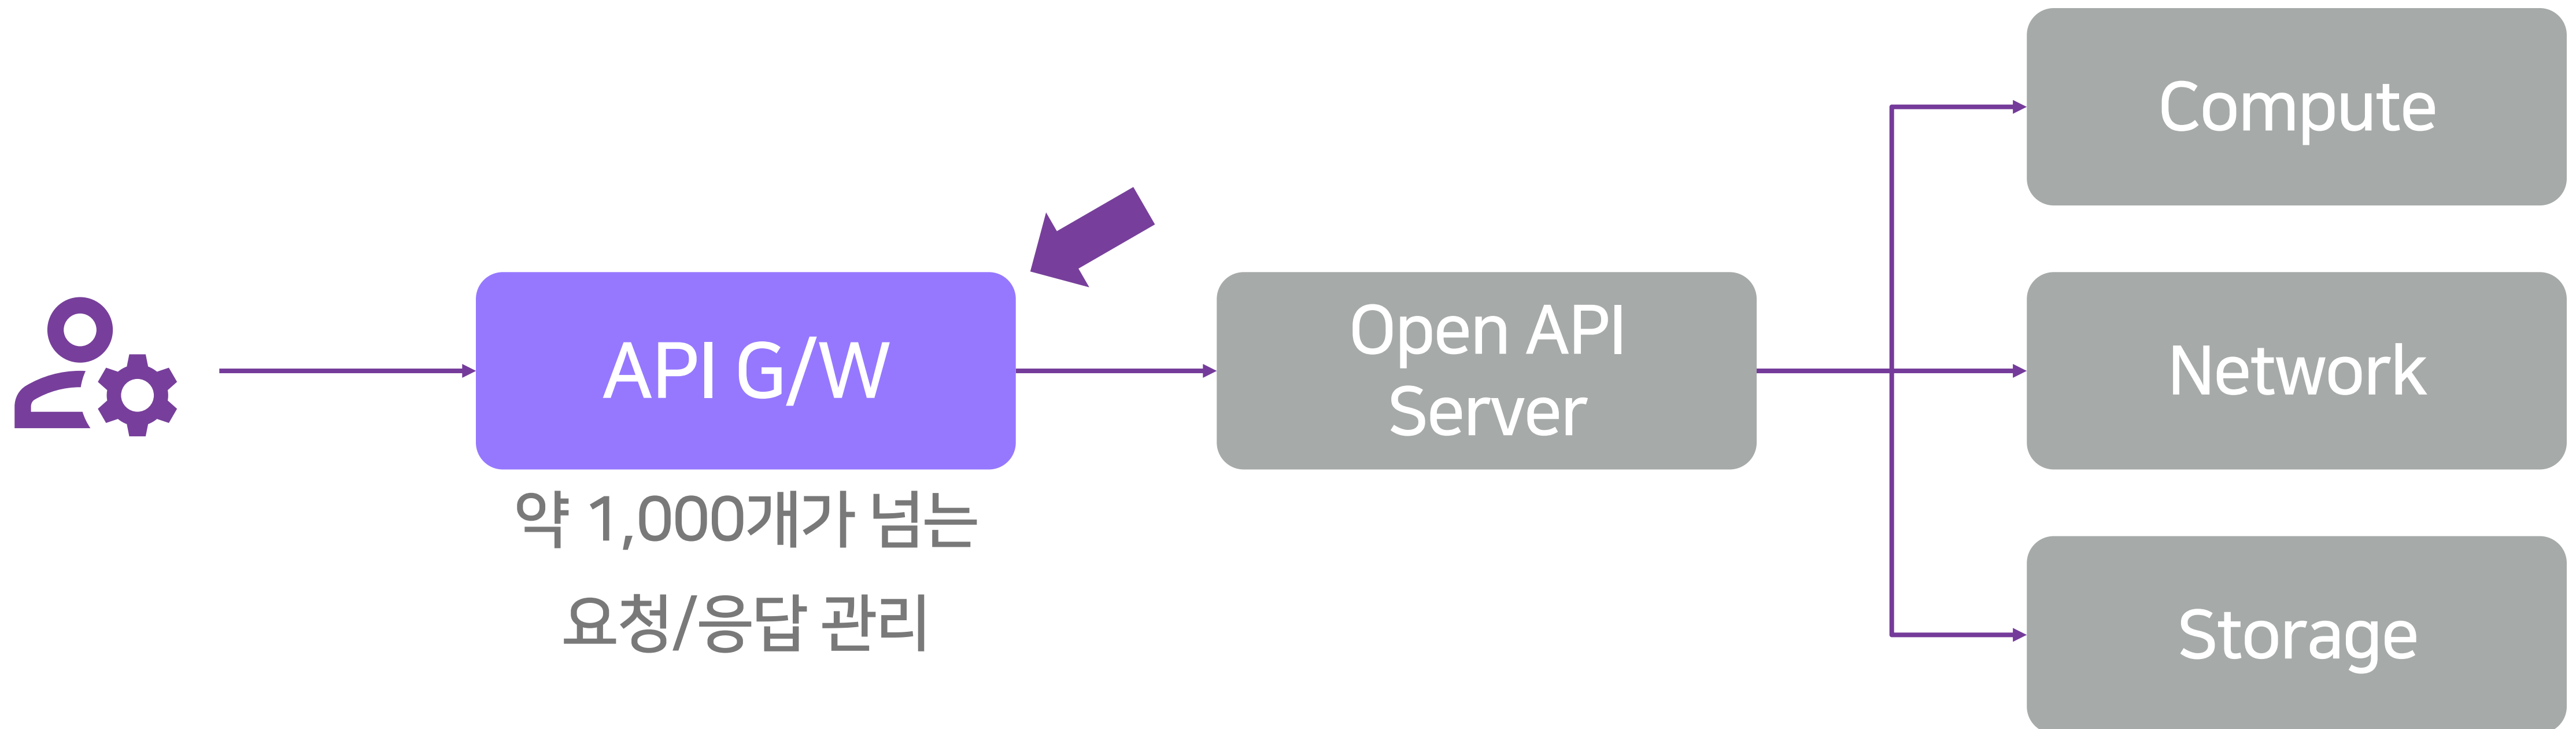 API G/W
약 1,000개가 넘는
요청/응답 관리
Open API
Server
Compute
Network
Storage